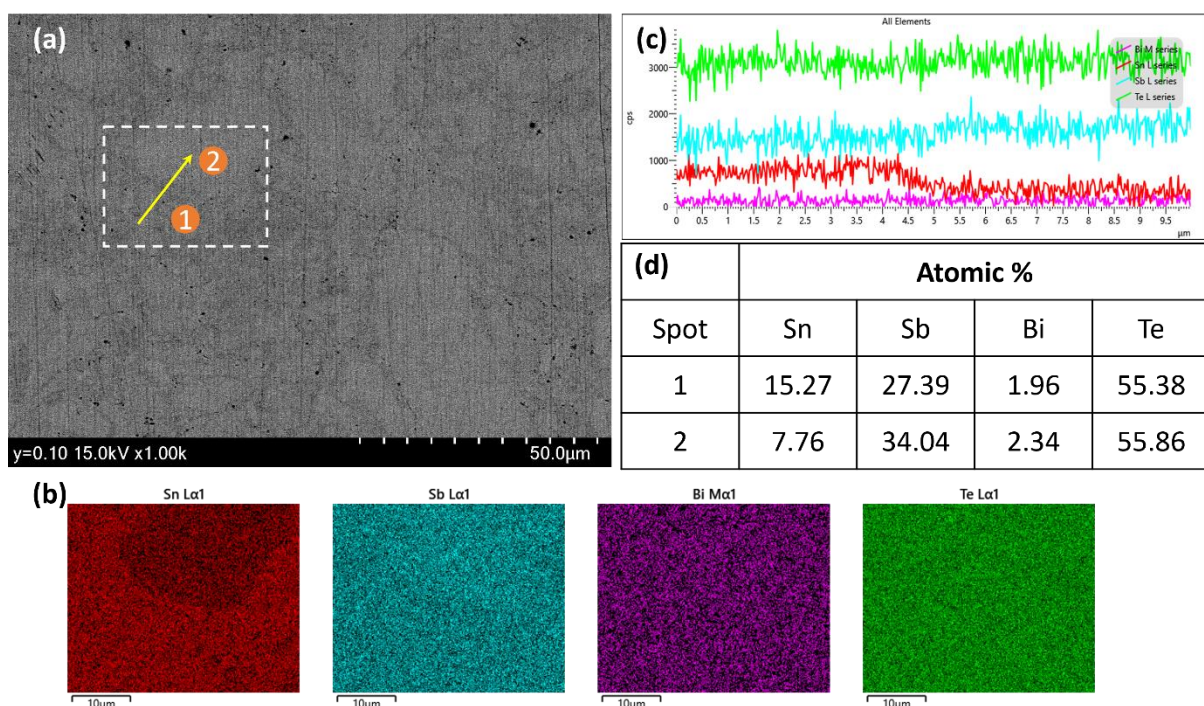 (a)
2
1
y=0.10 15.0kV x1.00k 50.0µm
(c)
All Elements
Bi M series
Sn L series
Sb L series
Te L series
cps
3000
2000
1000
0
0 0.5 1 1.5 2 2.5 3 3.5 4 4.5 5 5.5 6 6.5 7 7.5 8 8.5 9 9.5
µm
(d) Atomic %
Spot Sn Sb Bi Te
1 15.27 27.39 1.96 55.38
2 7.76 34.04 2.34 55.86
(b)
Sn Lα1 Sb Lα1 Bi Mα1 Te Lα1
10µm 10µm 10µm 10µm